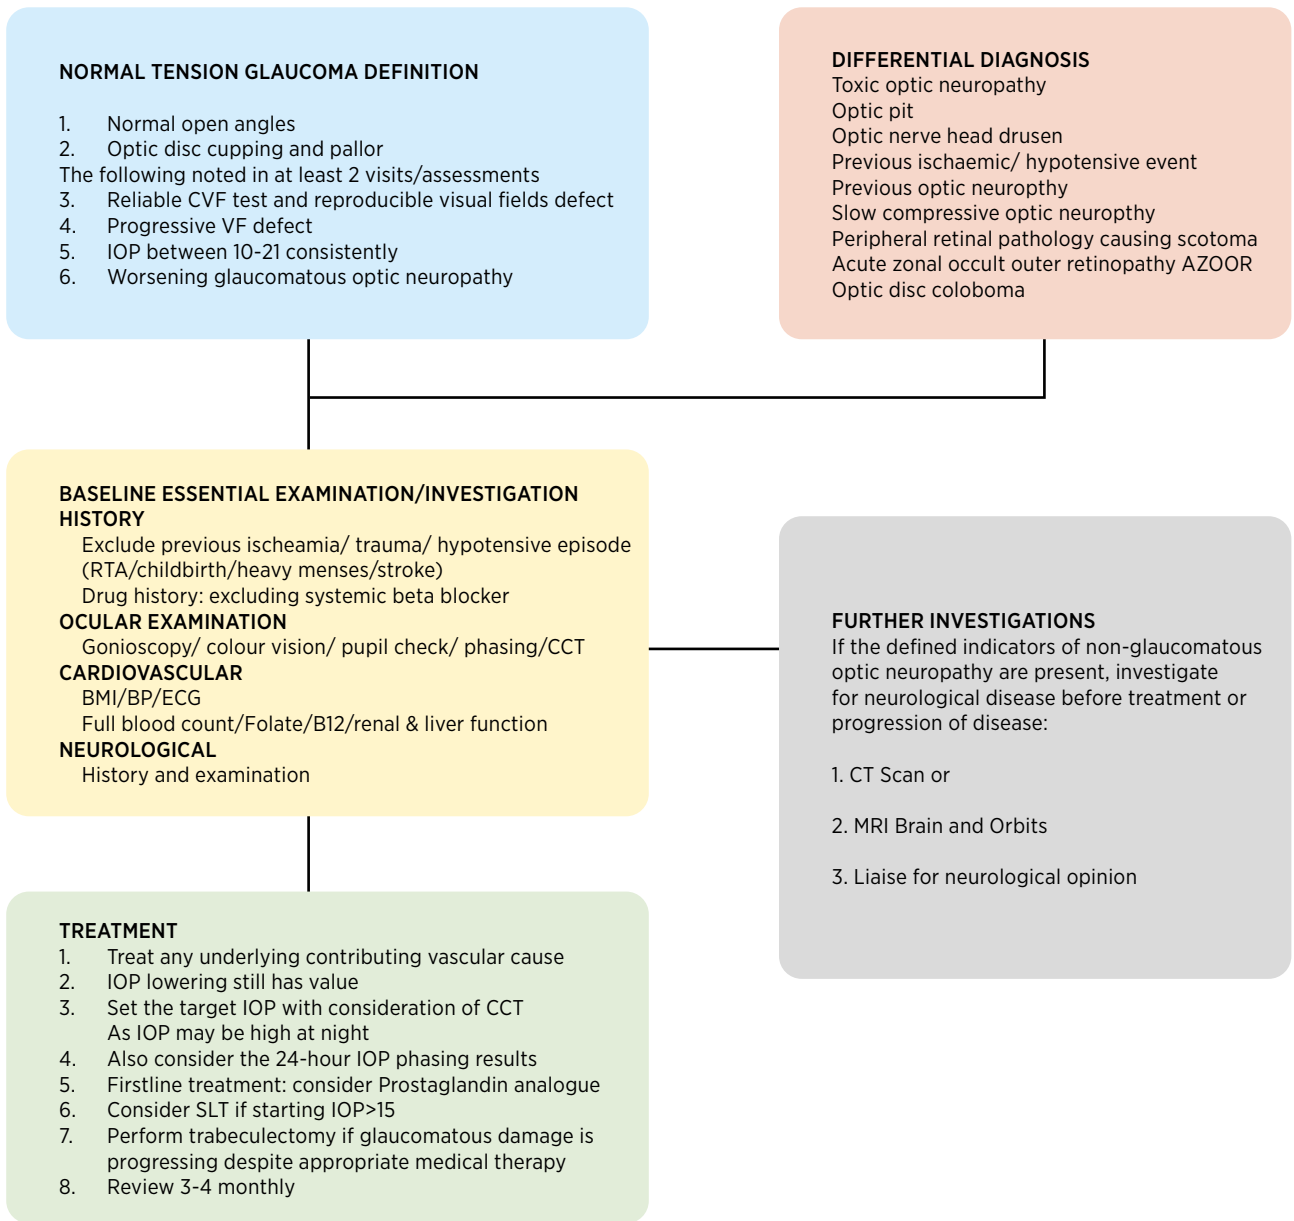 NORMAL TENSION GLAUCOMA DEFINITION
1. Normal open angles
2. Optic disc cupping and pallor
The following noted in at least 2 visits/assessments
3. Reliable CVF test and reproducible visual fields defect
4. Progressive VF defect
5. IOP between 10-21 consistently
6. Worsening glaucomatous optic neuropathy
DIFFERENTIAL DIAGNOSIS
Toxic optic neuropathy
Optic pit
Optic nerve head drusen
Previous ischaemic/ hypotensive event
Previous optic neuropthy
Slow compressive optic neuropthy
Peripheral retinal pathology causing scotoma
Acute zonal occult outer retinopathy AZOOR
Optic disc coloboma
BASELINE ESSENTIAL EXAMINATION/INVESTIGATION
HISTORY
Exclude previous ischeamia/ trauma/ hypotensive episode
(RTA/childbirth/heavy menses/stroke)
Drug history: excluding systemic beta blocker
OCULAR EXAMINATION
Gonioscopy/ colour vision/ pupil check/ phasing/CCT
CARDIOVASCULAR
BMI/BP/ECG
Full blood count/Folate/B12/renal & liver function
NEUROLOGICAL
History and examination
FURTHER INVESTIGATIONS
If the defined indicators of non-glaucomatous
optic neuropathy are present, investigate
for neurological disease before treatment or
progression of disease:
1. CT Scan or
2. MRI Brain and Orbits
3. Liaise for neurological opinion
TREATMENT
1. Treat any underlying contributing vascular cause
2. IOP lowering still has value
3. Set the target IOP with consideration of CCT
As IOP may be high at night
4. Also consider the 24-hour IOP phasing results
5. Firstline treatment: consider Prostaglandin analogue
6. Consider SLT if starting IOP>15
7. Perform trabeculectomy if glaucomatous damage is
progressing despite appropriate medical therapy
8. Review 3-4 monthly